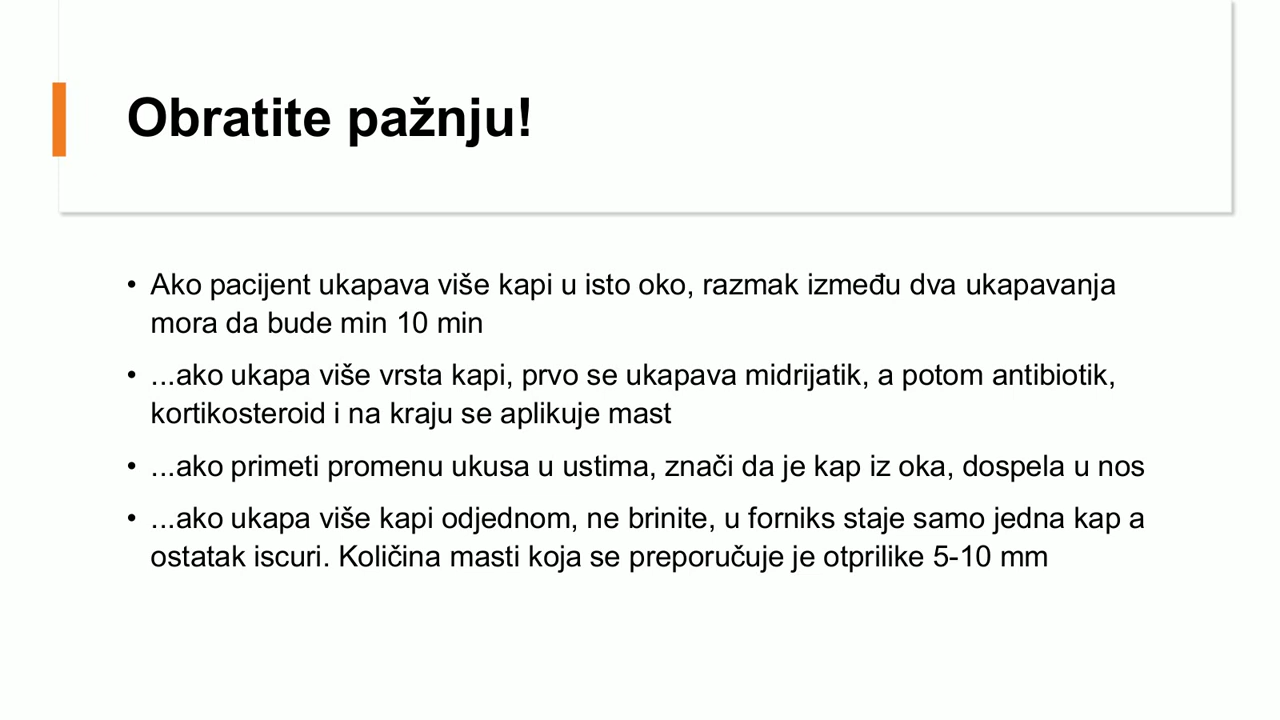 Obratite pažnju!
• Ako pacijent ukapava više kapi u isto oko, razmak između dva ukapavanja
mora da bude min 10 min
• ...ako ukapa više vrsta kapi, prvo se ukapava midrijatik, a potom antibiotik,
kortikosteroid i na kraju se aplikuje mast
• ...ako primeti promenu ukusa u ustima, znači da je kap iz oka, dospela u nos
• ...ako ukapa više kapi odjednom, ne brinite, u forniks staje samo jedna kap a
ostatak iscuri. Količina masti koja se preporučuje je otprilike 5-10 mm